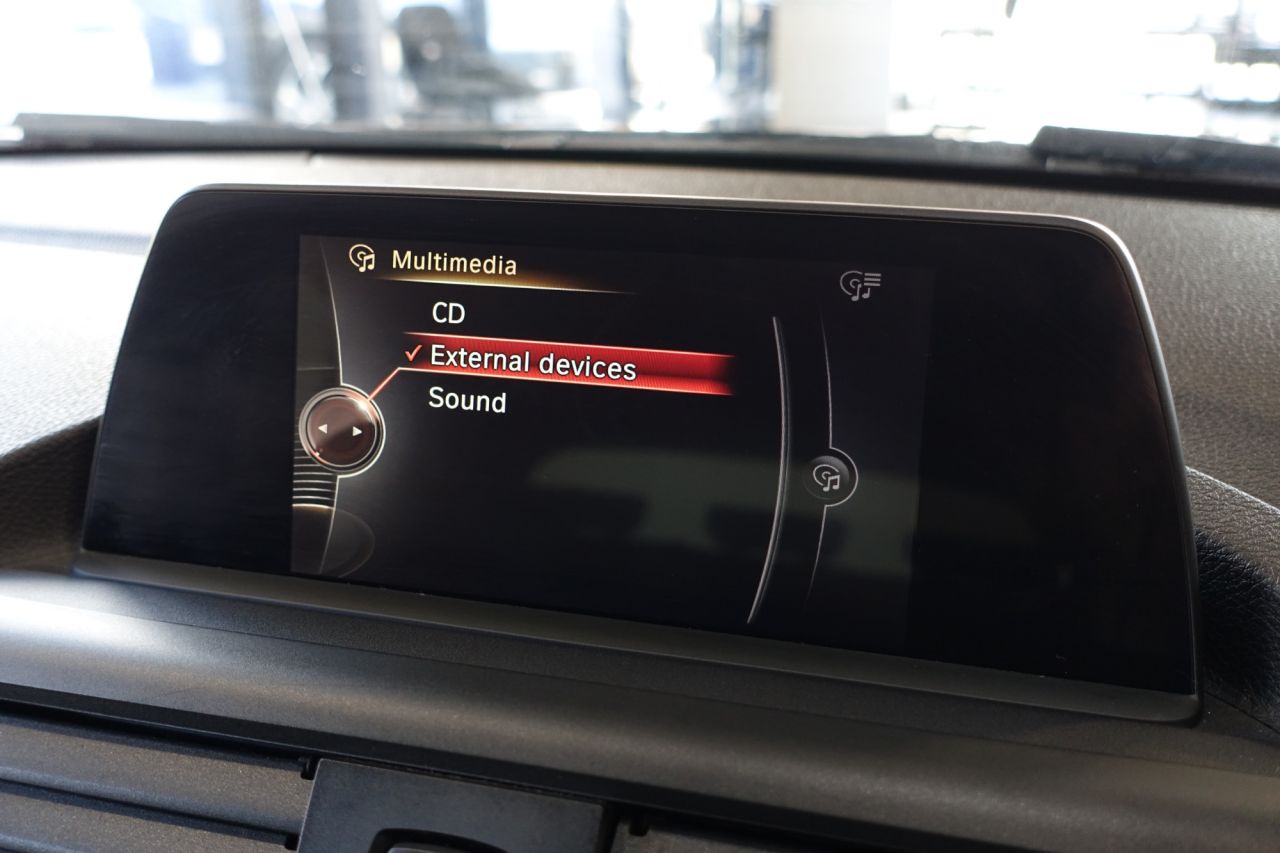 Multimedia
CD
External devices
Sound